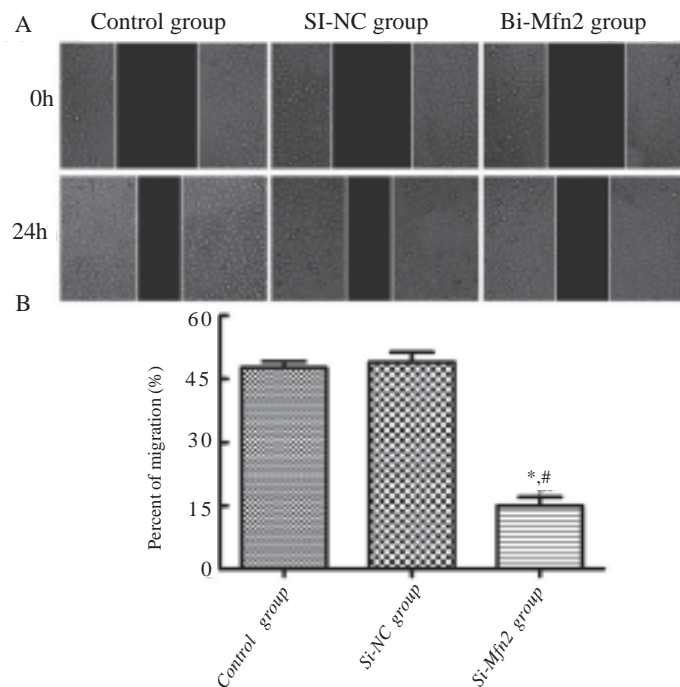 A
Control group SI-NC group Bi-Mfn2 group
0h
24h
B
60
45
30
15
0
Percent of migration (%)
*,#
Control group
Si-NC group
Si-Mfn2 group